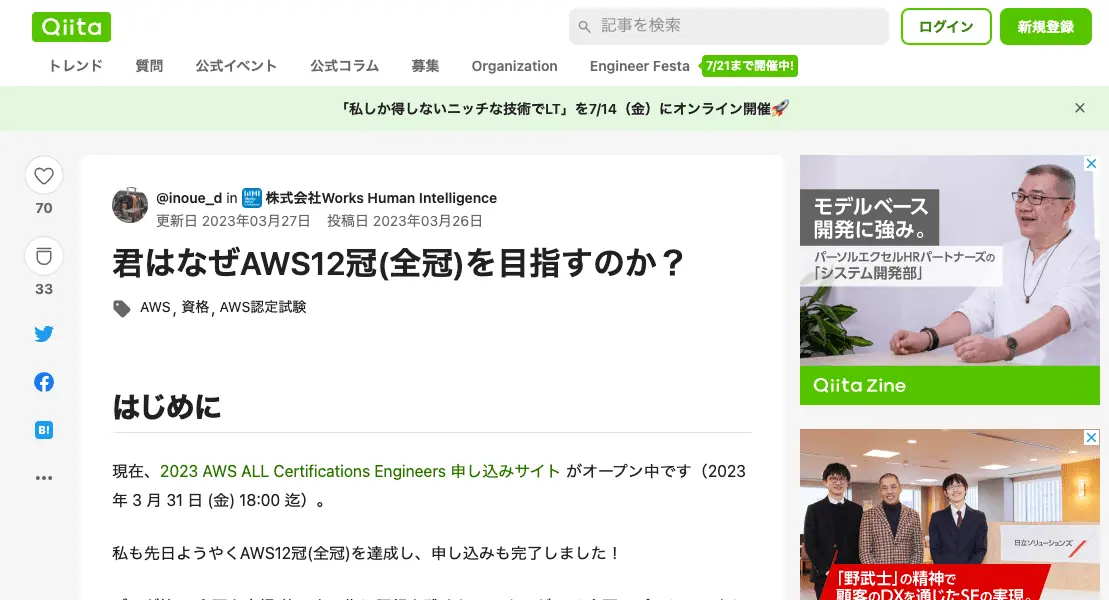 Qiita
記事を検索
ログイン
新規登録
トレンド 質問 公式イベント 公式コラム 募集 Organization Engineer Festa 7/21まで開催中!
「私しか得しないニッチな技術でLT」を7/14（金）にオンライン開催🚀
70
33
B!
@inoue_d in 株式会社Works Human Intelligence
更新日 2023年03月27日 投稿日 2023年03月26日
君はなぜAWS12冠(全冠)を目指すのか？
AWS, 資格, AWS認定試験
はじめに
現在、2023 AWS ALL Certifications Engineers 申し込みサイト がオープン中です（2023
年 3 月 31 日 (金) 18:00 迄）。
私も先日ようやくAWS12冠(全冠)を達成し、申し込みも完了しました！
モデルベース
開発に強み。
パーソルエクセルHRパートナーズの
「システム開発部」
Qiita Zine
日立ソリューションズ
「野武士」の精神で
顧客のDXを通じたSEの実現。